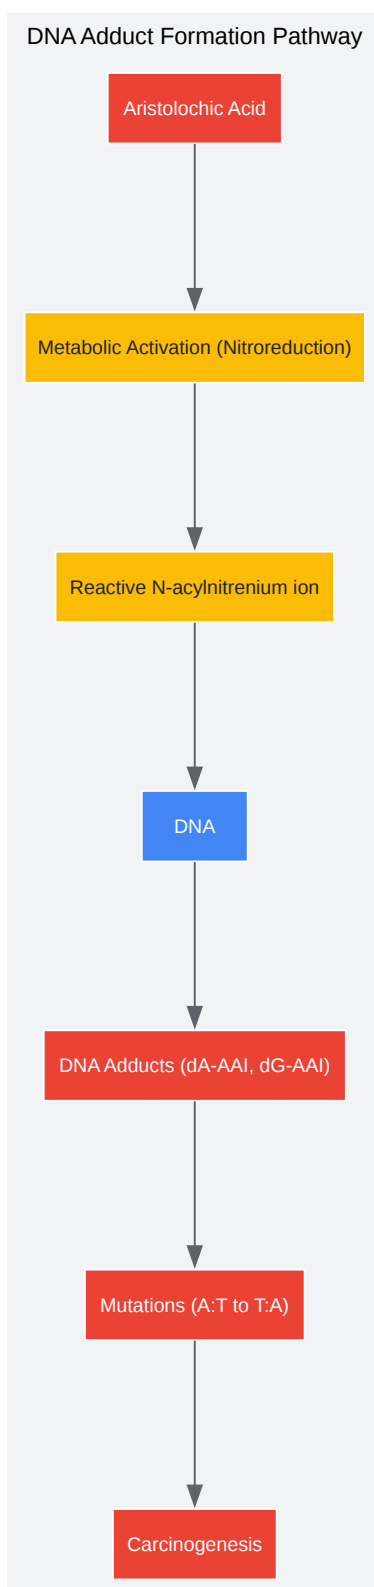 DNA Adduct Formation Pathway
Aristolochic Acid
Metabolic Activation (Nitroreduction)
Reactive N-acylnitrenium ion
DNA
DNA Adducts (dA-AAI, dG-AAI)
Mutations (A:T to T:A)
Carcinogenesis